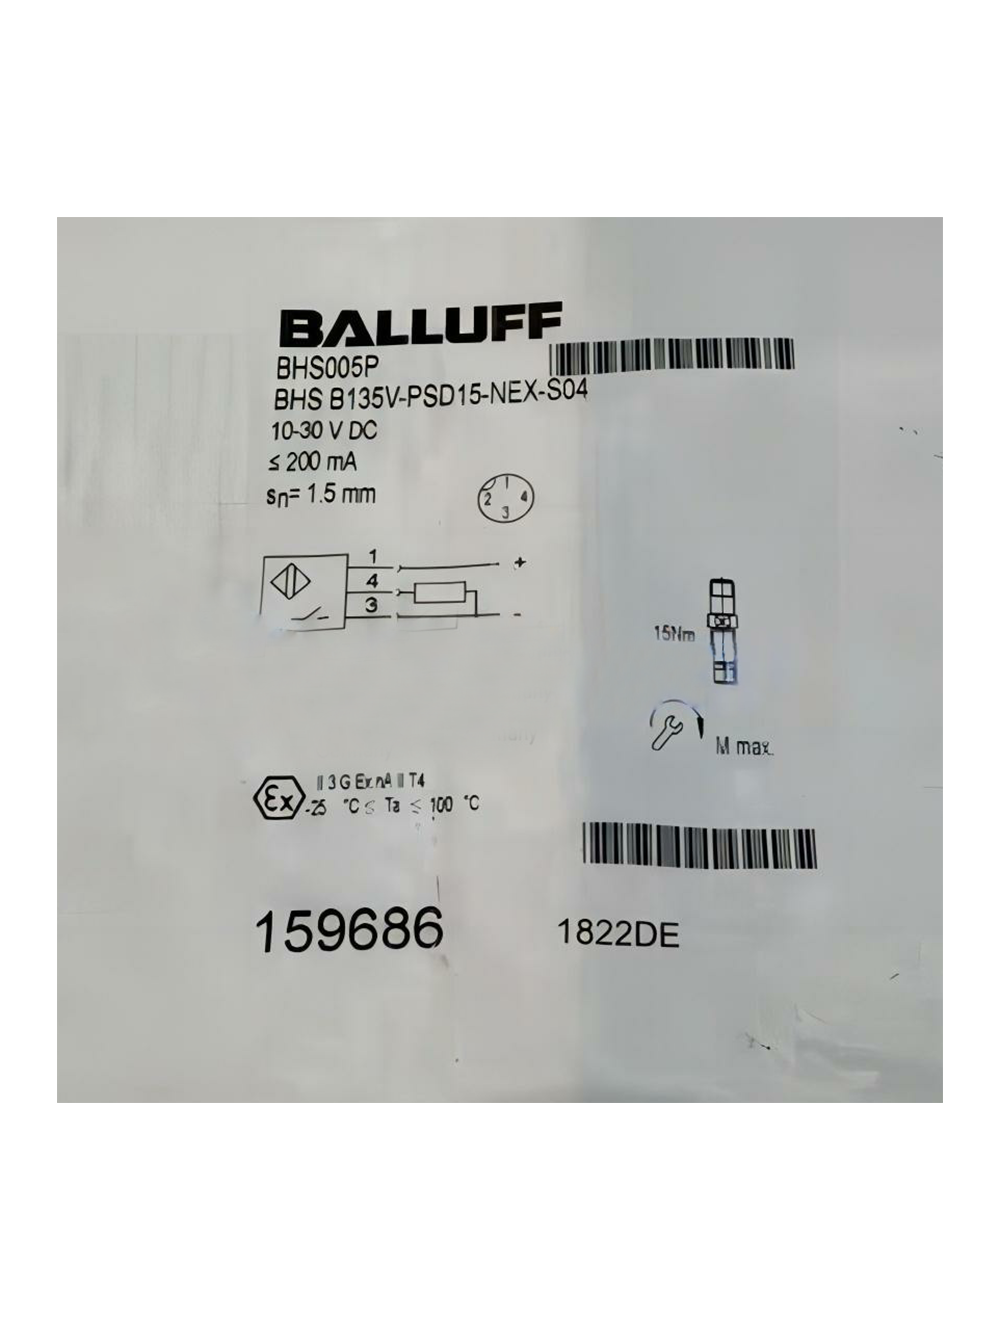 BALLUFF
BHS005P
BHS B135V-PSD15-NEX-S04
10-30 V DC
≤ 200 mA
sn= 1.5 mm
1
2 4
3
1
+
4
3
-
15Nm
M max.
Ex
II 3 G Ex nA II T4
-25 °C ≤ Ta ≤ 100 °C
159686
1822DE